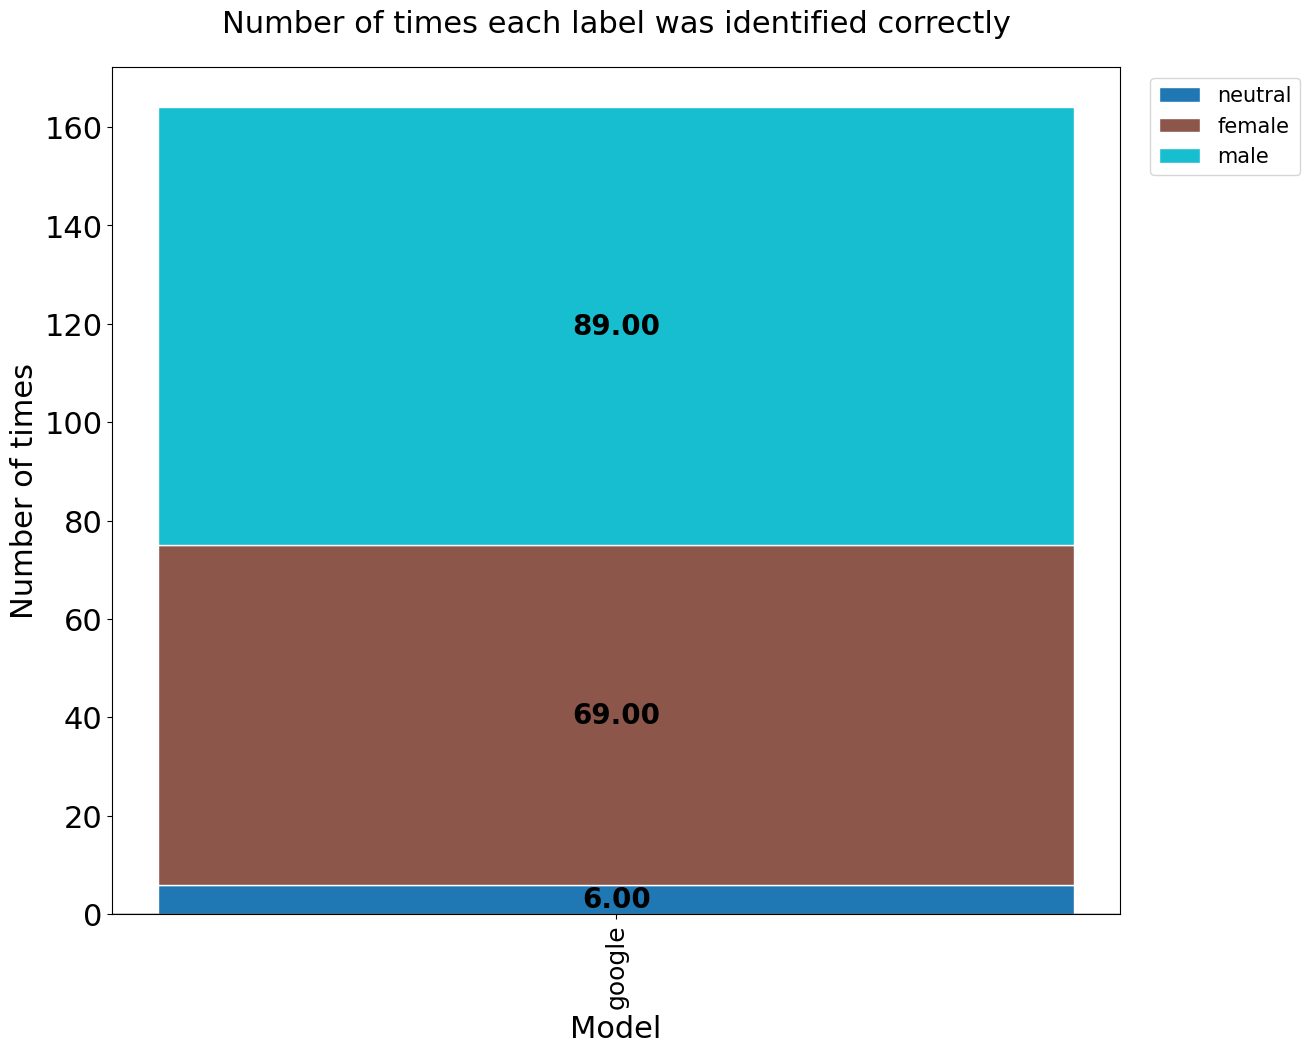 Number of times each label was identified correctly
neutral
female
male
160
140
120
100
80
60
40
20
0
Number of times
89.00
69.00
6.00
google
Model